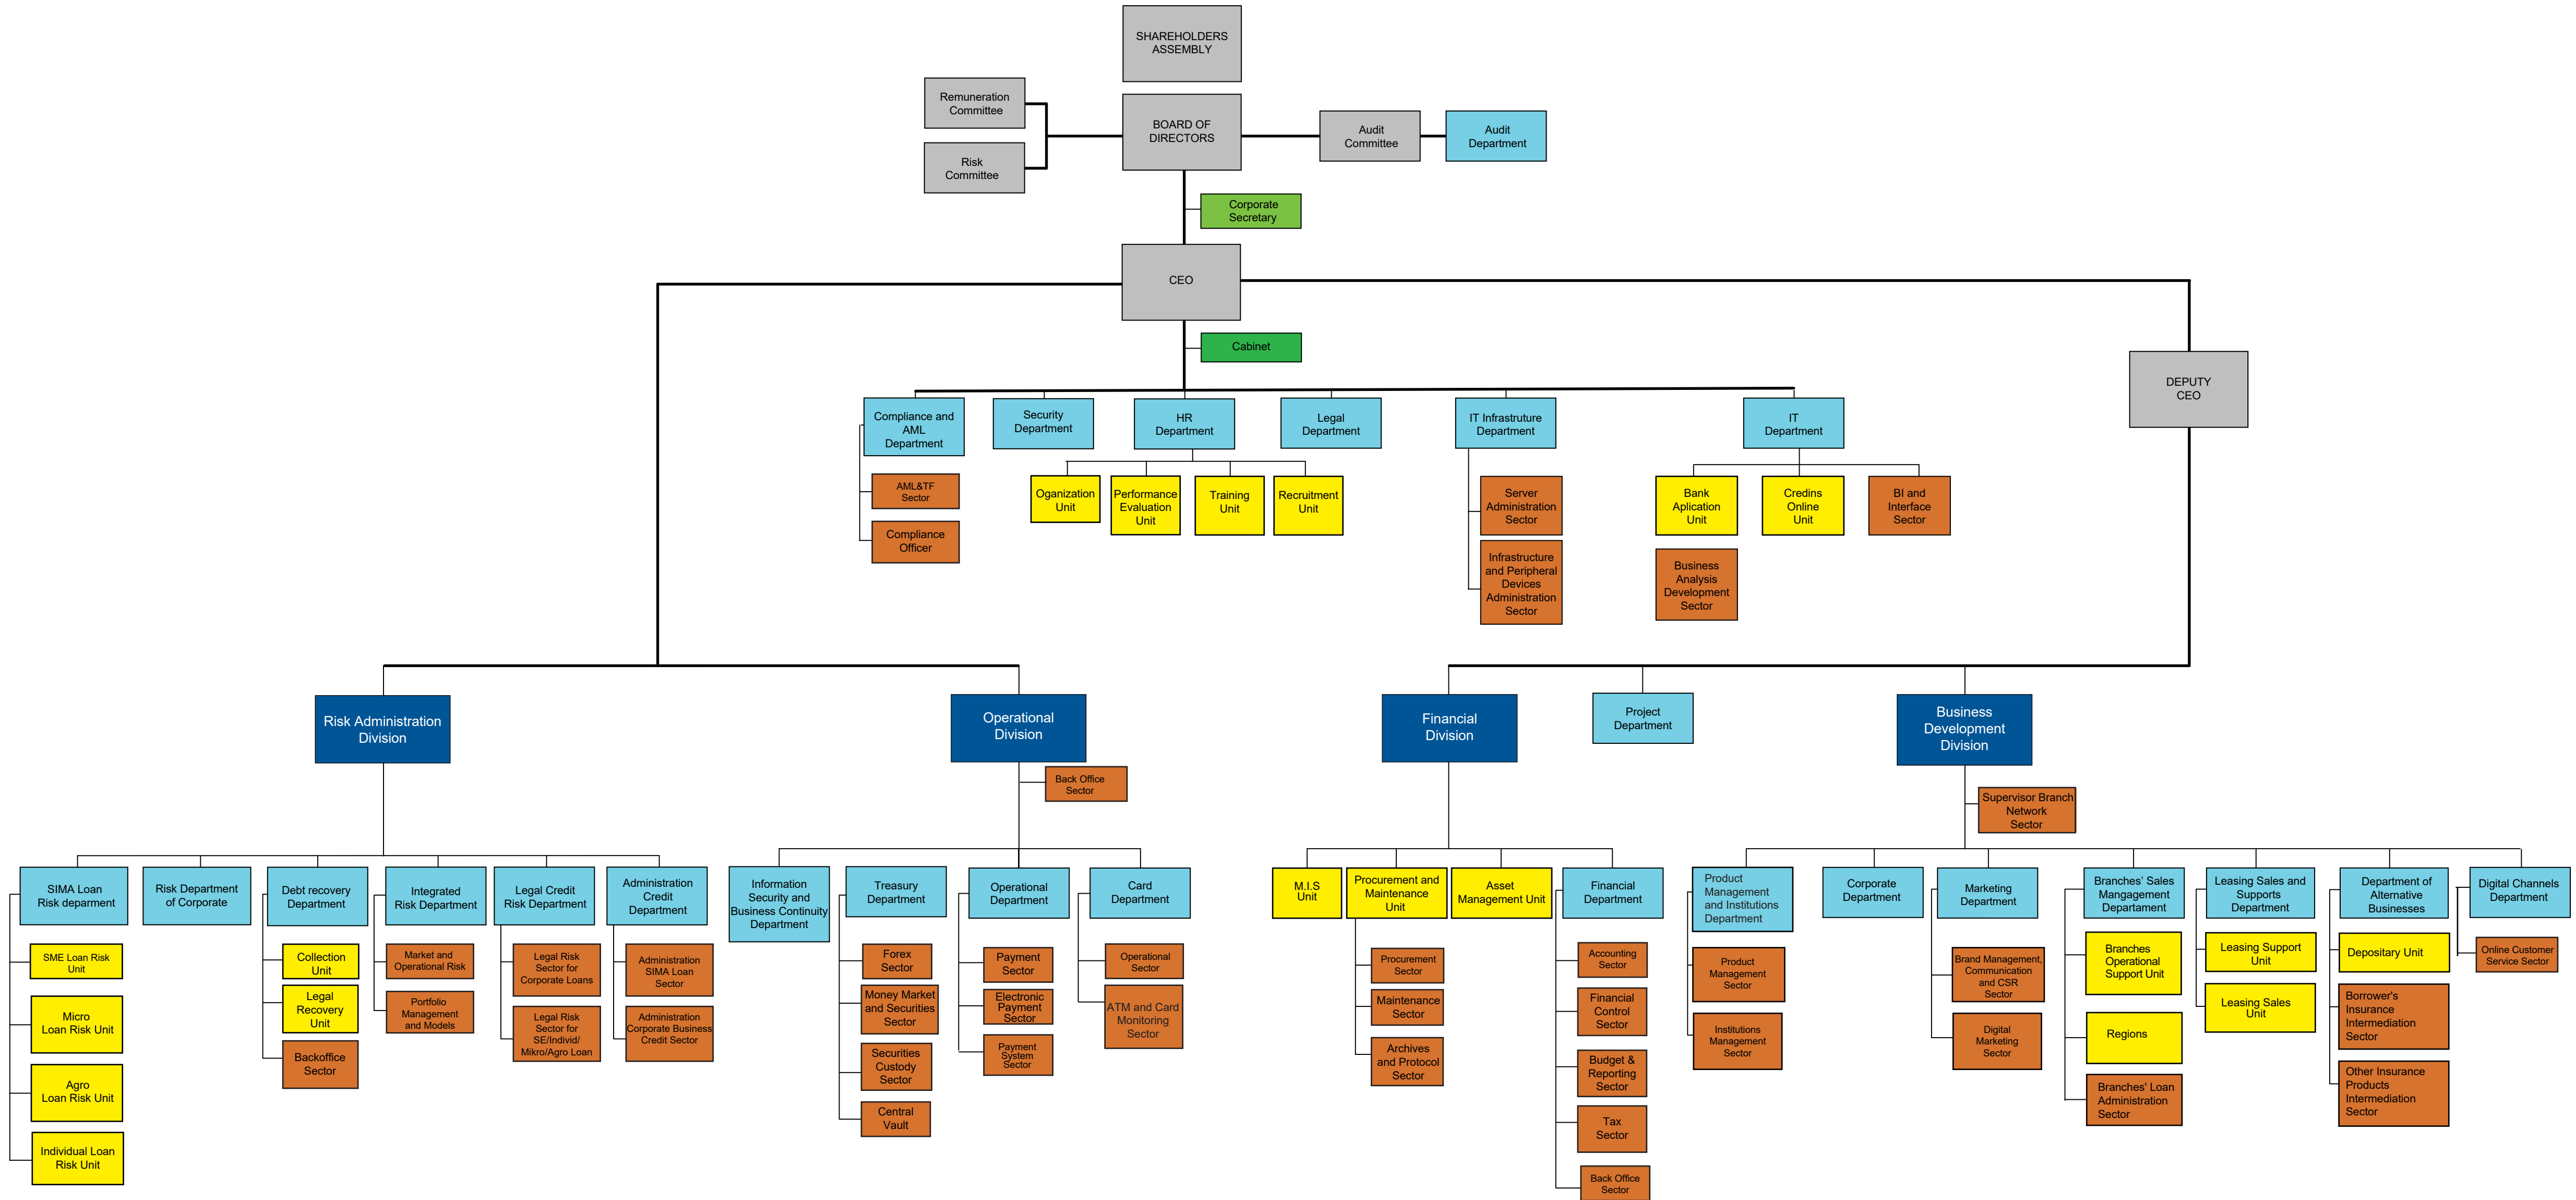 SHAREHOLDERS
ASSEMBLY
Remuneration
Committee
BOARD OF
DIRECTORS
Audit
Committee
Audit
Department
Risk
Committee
Corporate
Secretary
CEO
Cabinet
DEPUTY
CEO
Compliance and
AML
Department
Security
Department
HR
Department
Legal
Department
IT Infrastruture
Department
IT
Department
AML&TF
Sector
Compliance
Officer
Oganization
Unit
Performance
Evaluation
Unit
Training
Unit
Recruitment
Unit
Server
Administration
Sector
Infrastructure
and Peripheral
Devices
Administration
Sector
Bank
Aplication
Unit
Credins
Online
Unit
BI and
Interface
Sector
Business
Analysis
Development
Sector
Risk Administration
Division
Operational
Division
Financial
Division
Project
Department
Business
Development
Division
Back Office
Sector
Supervisor Branch
Network
Sector
SIMA Loan
Risk deparment
Risk Department
of Corporate
Debt recovery
Department
Integrated
Risk Department
Legal Credit
Risk Department
Administration
Credit
Department
Information
Security and
Business Continuity
Department
Treasury
Department
Operational
Department
Card
Department
M.I.S
Unit
Procurement and
Maintenance
Unit
Asset
Management Unit
Financial
Department
Product
Management
and Institutions
Department
Corporate
Department
Marketing
Department
Branches' Sales
Mangagement
Departament
Leasing Sales and
Supports
Department
Department of
Alternative
Businesses
Digital Channels
Department
SME Loan Risk
Unit
Micro
Loan Risk Unit
Agro
Loan Risk Unit
Individual Loan
Risk Unit
Collection
Unit
Legal
Recovery
Unit
Backoffice
Sector
Market and
Operational Risk
Portfolio
Management
and Models
Legal Risk
Sector for
Corporate Loans
Legal Risk
Sector for
SE/Individ/
Mikro/Agro Loan
Administration
SIMA Loan
Sector
Administration
Corporate Business
Credit Sector
Forex
Sector
Money Market
and Securities
Sector
Securities
Custody
Sector
Central
Vault
Payment
Sector
Electronic
Payment
Sector
Payment
System
Sector
Operational
Sector
ATM and Card
Monitoring
Sector
Procurement
Sector
Maintenance
Sector
Archives
and Protocol
Sector
Accounting
Sector
Financial
Control
Sector
Budget &
Reporting
Sector
Tax
Sector
Back Office
Sector
Product
Management
Sector
Institutions
Management
Sector
Brand Management,
Communication
and CSR
Sector
Digital
Marketing
Sector
Branches
Operational
Support Unit
Regions
Branches' Loan
Administration
Sector
Leasing Support
Unit
Leasing Sales
Unit
Depositary Unit
Borrower's
Insurance
Intermediation
Sector
Other Insurance
Products
Intermediation
Sector
Online Customer
Service Sector